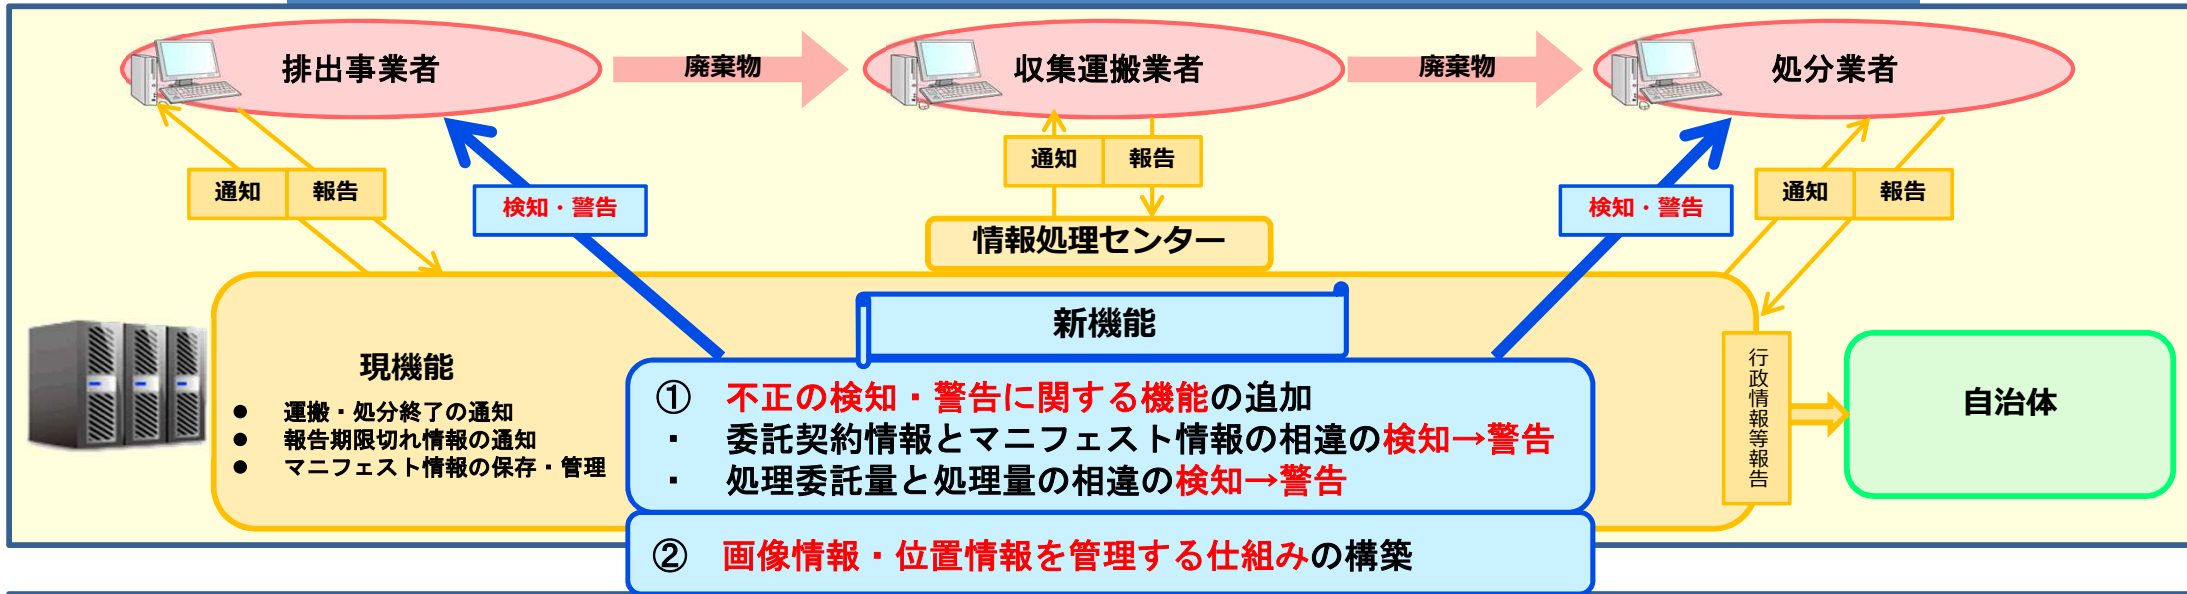 排出事業者
廃棄物
収集運搬業者
廃棄物
処分業者
通知
報告
検知・警告
通知
報告
検知・警告
通知
報告
情報処理センター
新機能
現機能
● 運搬・処分終了の通知
● 報告期限切れ情報の通知
● マニフェスト情報の保存・管理
① 不正の検知・警告に関する機能の追加
・ 委託契約情報とマニフェスト情報の相違の検知→警告
・ 処理委託量と処理量の相違の検知→警告
② 画像情報・位置情報を管理する仕組みの構築
行政情報等報告
自治体